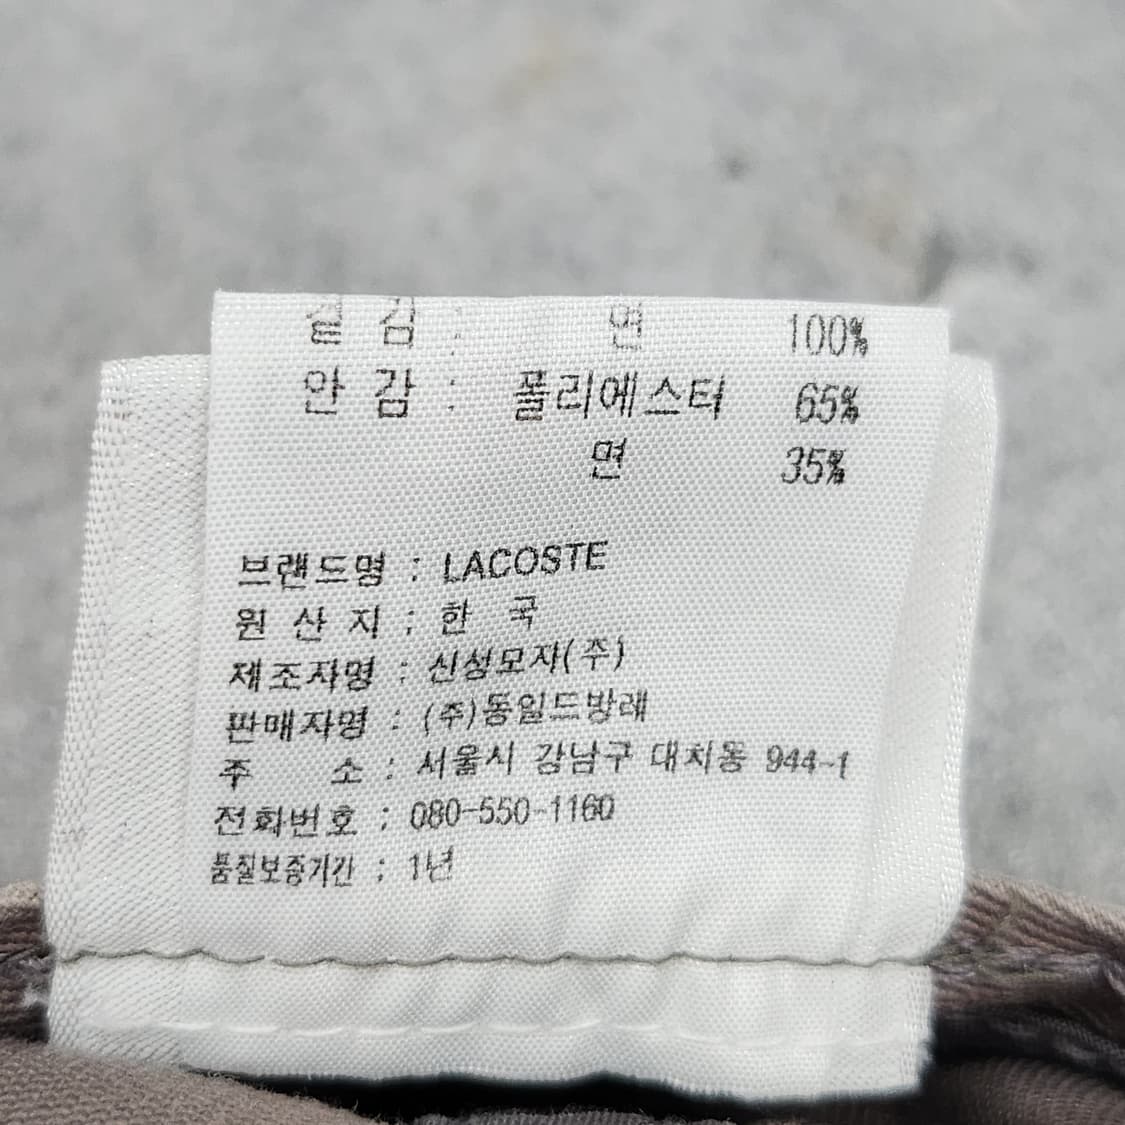 겉 감 : 면 100%
안 감 : 폴리에스터 65%
면 35%
브랜드명 : LACOSTE
원 산 지 : 한 국
제조자명 : 신성모자(주)
판매자명 : (주)동일드방레
주 소 : 서울시 강남구 대치동 944-1
전화번호 : 080-550-1160
품질보증기간 : 1년